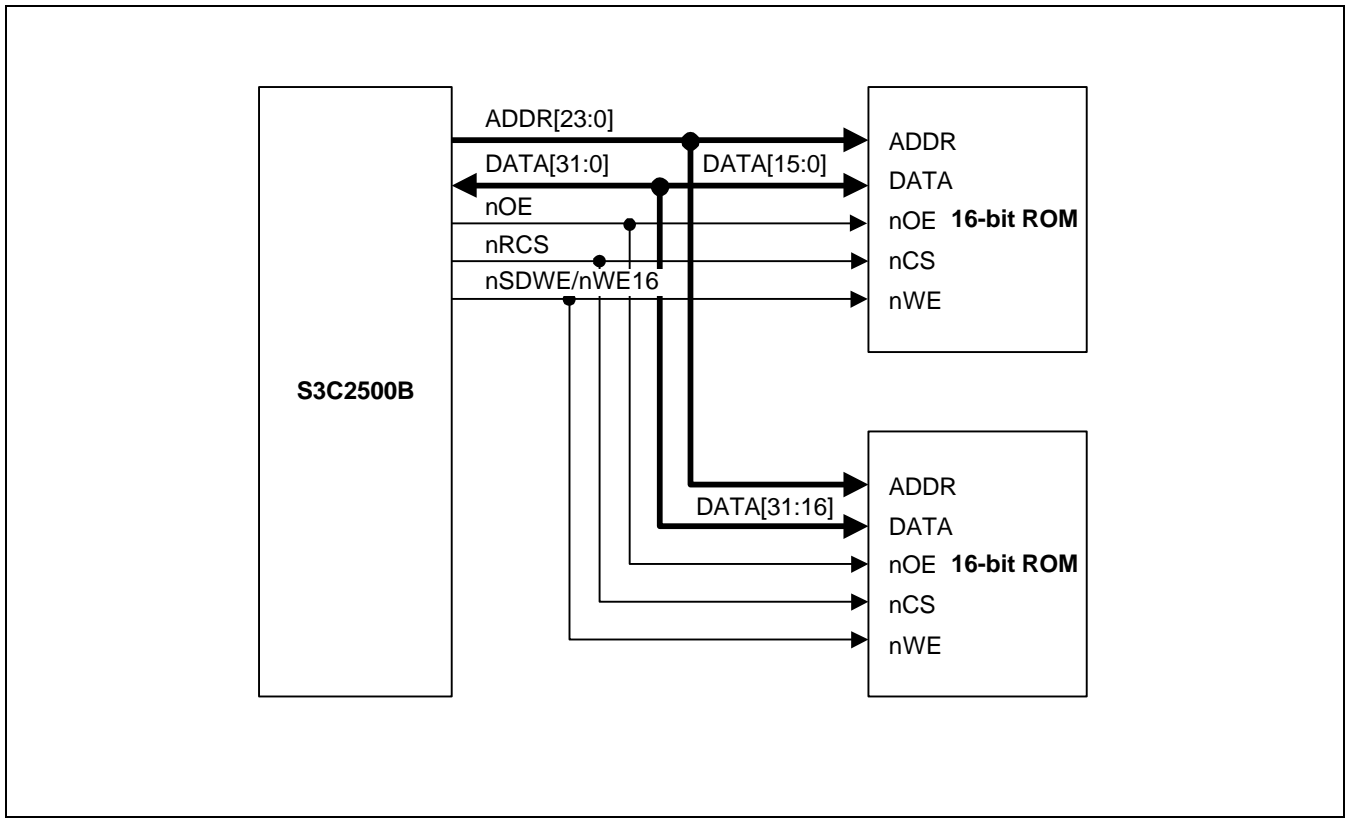 ADDR[23:0]
ADDR
DATA[31:0]
DATA[15:0]
DATA
nOE
nOE 16-bit ROM
nRCS
nCS
nSDWE/nWE16
nWE
S3C2500B
ADDR
DATA[31:16]
DATA
nOE 16-bit ROM
nCS
nWE